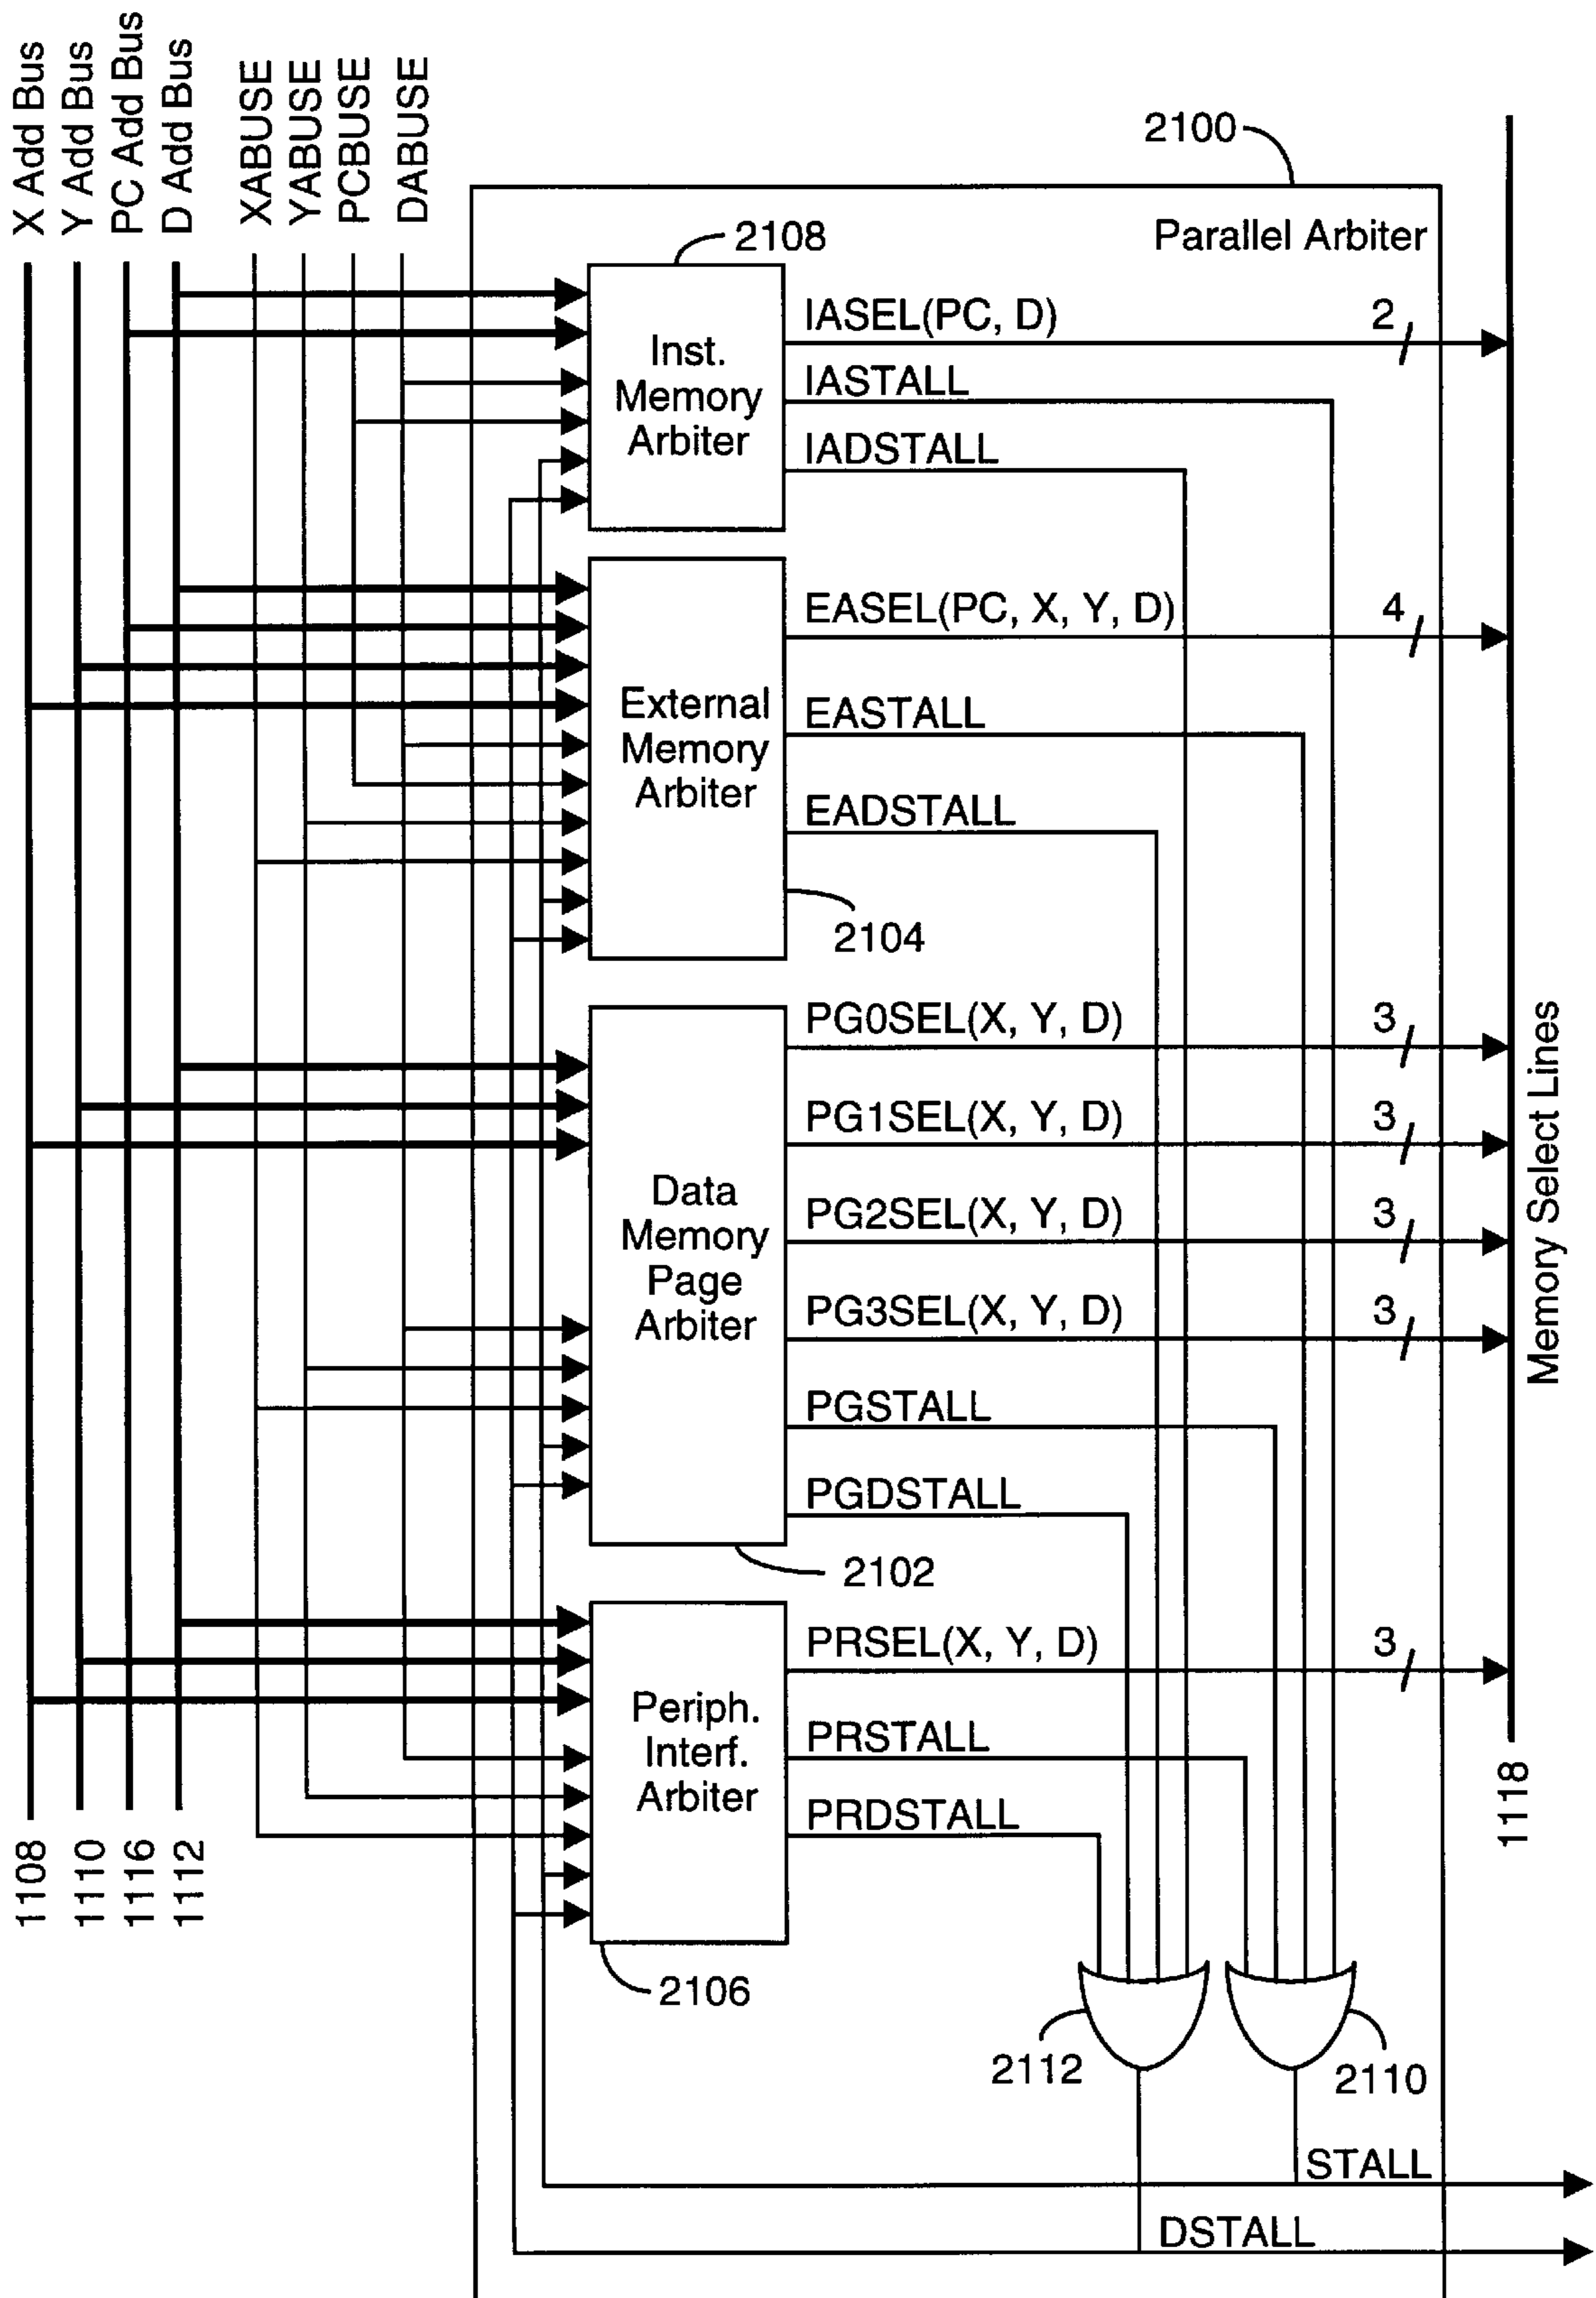 X Add Bus
Y Add Bus
PC Add Bus
D Add Bus
XABUSE
YABUSE
PCBUSE
DABUSE
2100
Parallel Arbiter
2108
Inst.
Memory
Arbiter
IASEL(PC, D)
2
IASTALL
IADSTALL
External
Memory
Arbiter
EASEL(PC, X, Y, D)
4
EASTALL
EADSTALL
2104
Data
Memory
Page
Arbiter
PG0SEL(X, Y, D)
3
PG1SEL(X, Y, D)
3
PG2SEL(X, Y, D)
3
PG3SEL(X, Y, D)
3
PGSTALL
PGDSTALL
2102
Memory Select Lines
Periph.
Interf.
Arbiter
PRSEL(X, Y, D)
3
PRSTALL
PRDSTALL
2106
1108
1110
1116
1112
1118
2112
2110
STALL
DSTALL